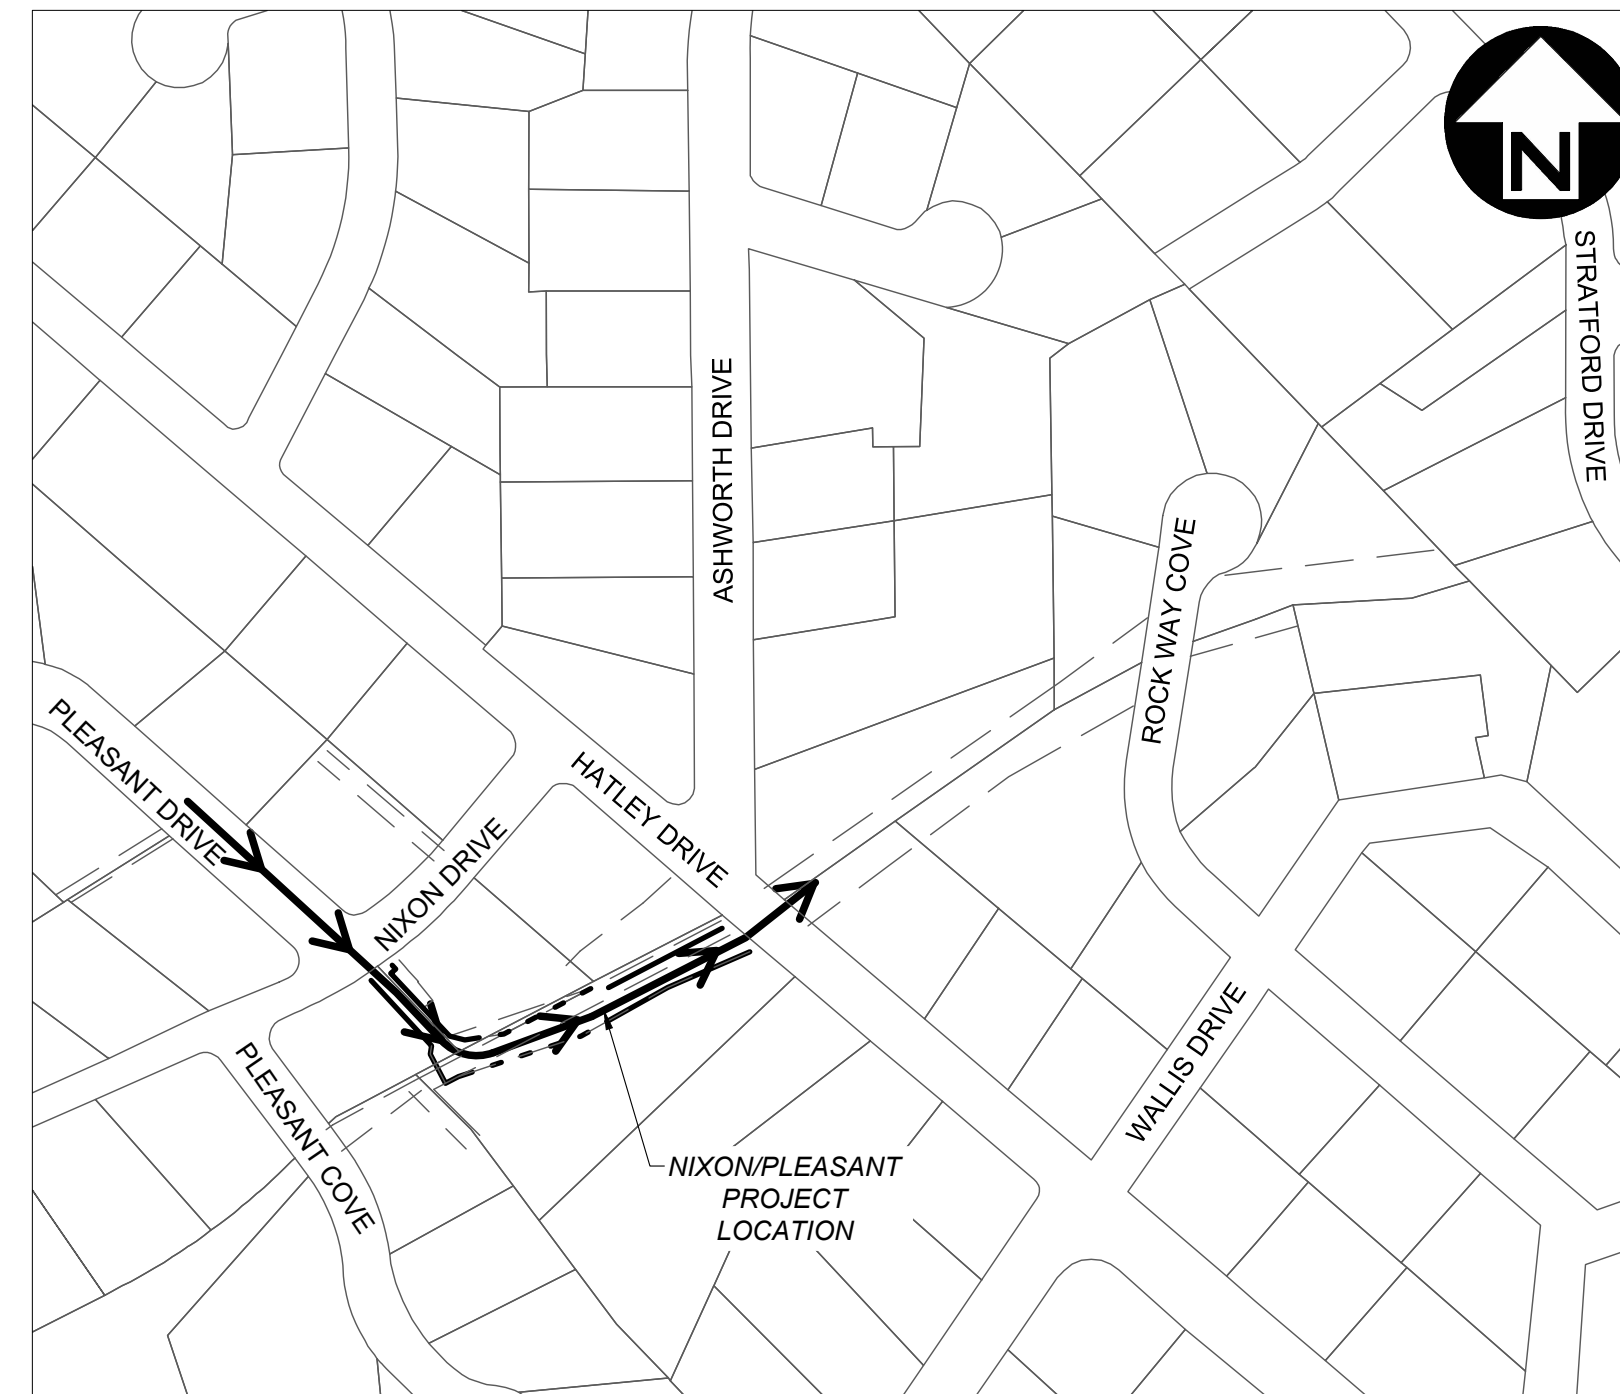 N
STRATFORD DRIVE
ASHWORTH DRIVE
ROCK WAY COVE
PLEASANT DRIVE
HATLEY DRIVE
NIXON DRIVE
WALLIS DRIVE
PLEASANT COVE
NIXON/PLEASANT
PROJECT
LOCATION